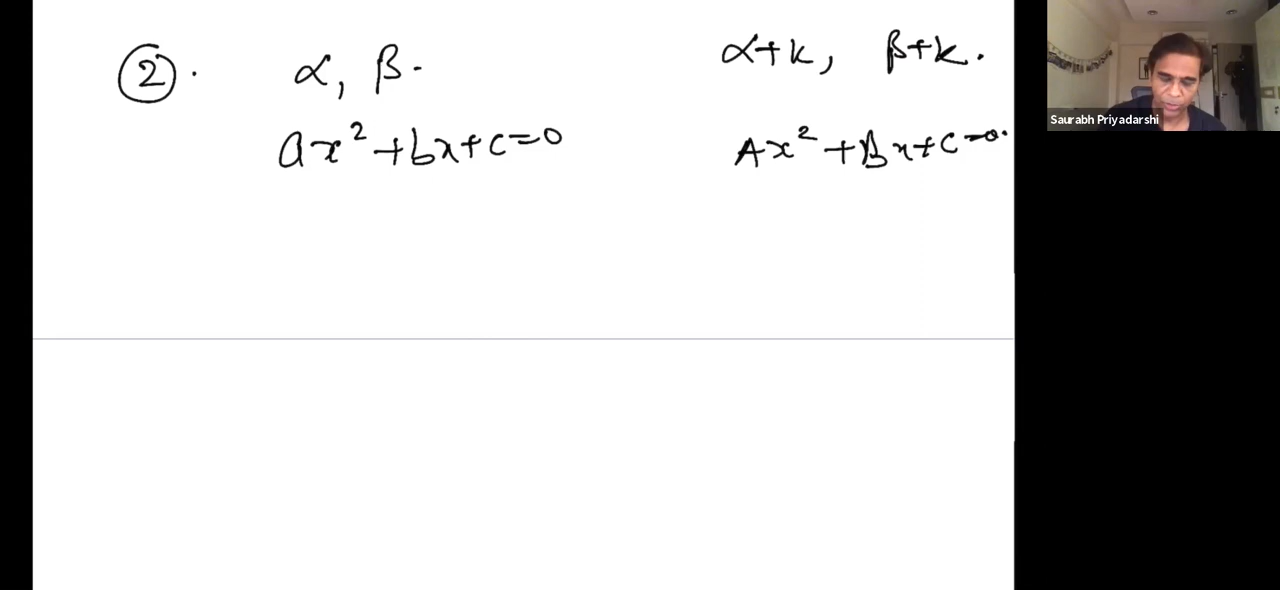 ②. α, β. α+k, β+k.
ax²+bx+c=0 Ax²+Bx+C=0.
Saurabh Priyadarshi